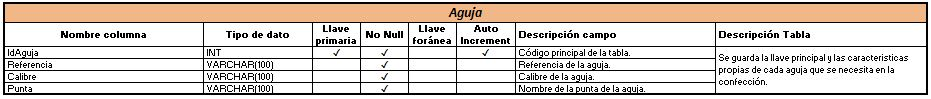 Aguja
Nombre columna Tipo de dato Llave primaria No Null Llave foránea Auto Increment Descripción campo Descripción Tabla
IdAguja INT ✓ ✓ ✓ Código principal de la tabla.
Referencia VARCHAR(100) ✓ Referencia de la aguja.
Calibre VARCHAR(100) ✓ Calibre de la aguja.
Punta VARCHAR(100) ✓ Nombre de la punta de la aguja.
Se guarda la llave principal y las caracteristicas
propias de cada aguja que se necesita en la
confección.